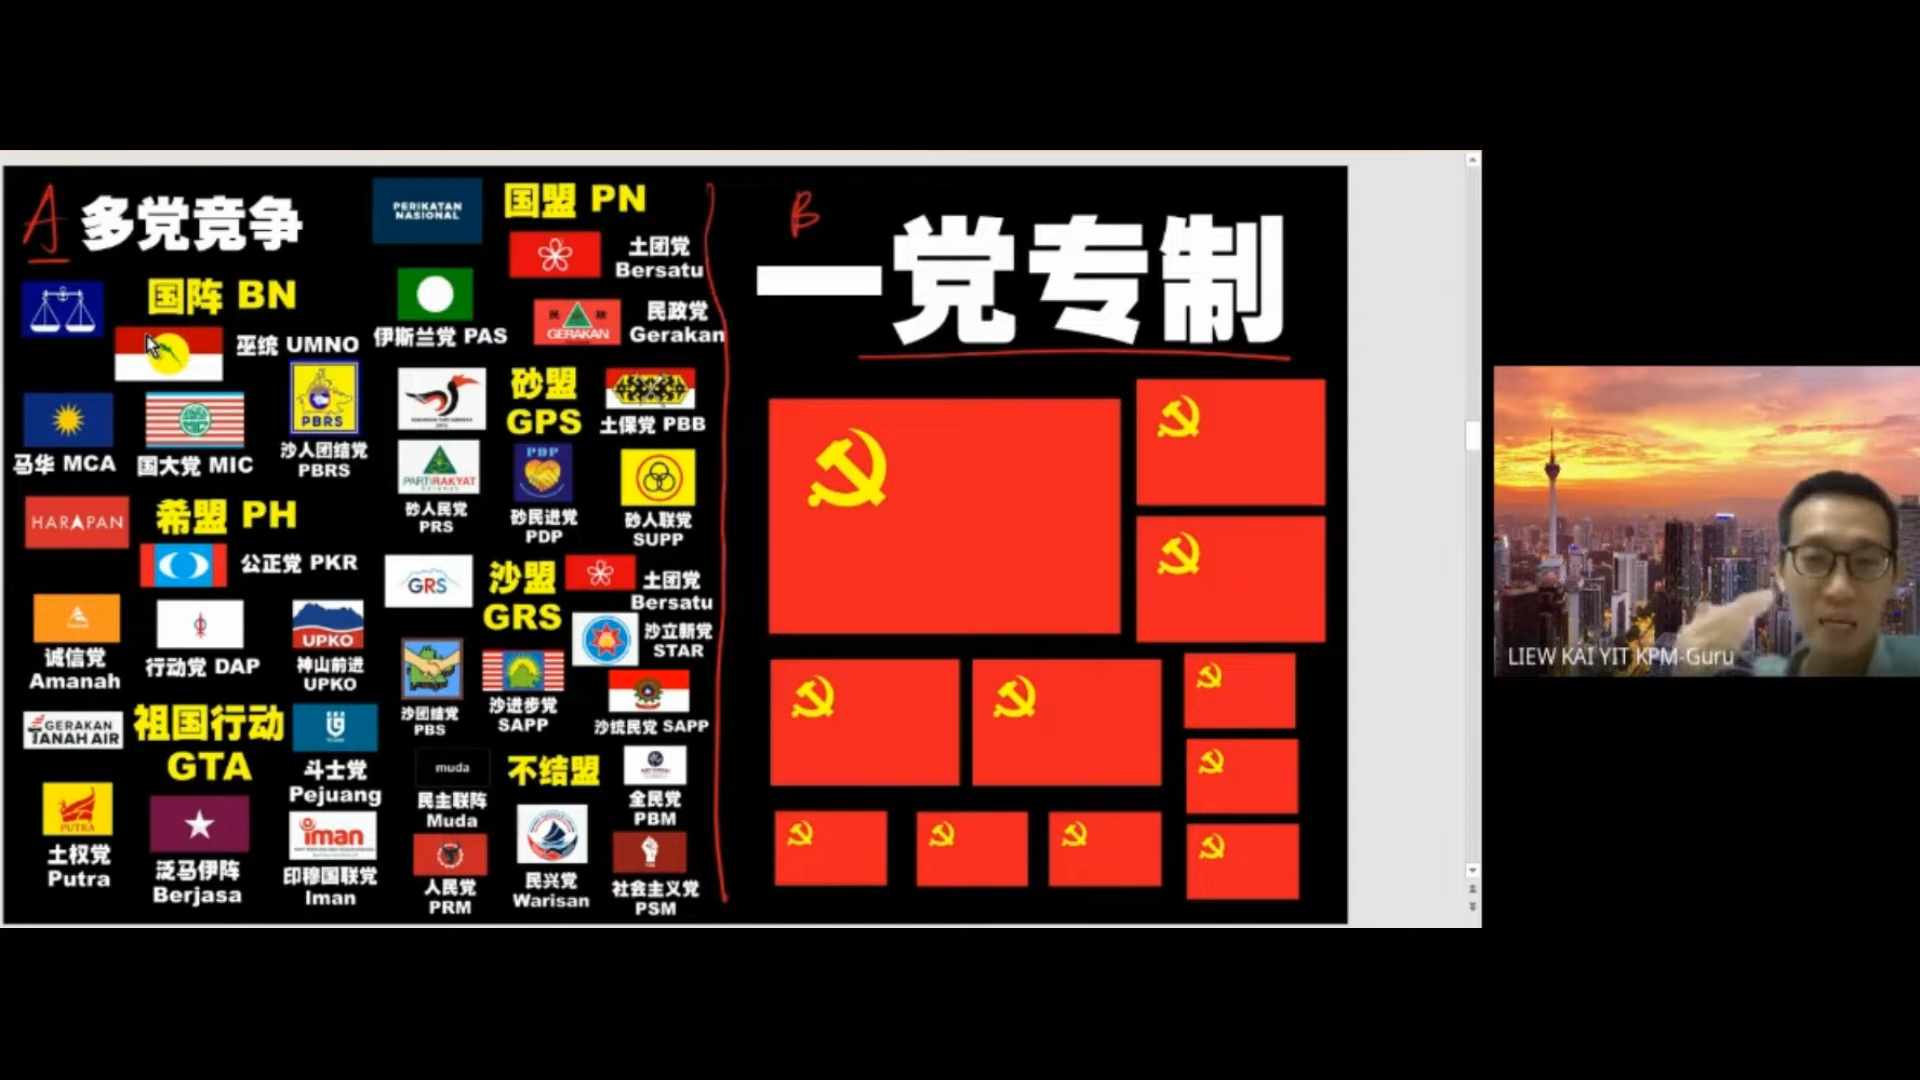 A 多党竞争
国阵 BN
巫统 UMNO
PBRS
马华 MCA
国大党 MIC
沙人团结党
PBRS
HARAPAN
希盟 PH
公正党 PKR
诚信党
Amanah
行动党 DAP
UPKO
神山前进
UPKO
GERAKAN
TANAH AIR
祖国行动
GTA
斗士党
Pejuang
PUTRA
土权党
Putra
泛马伊阵
Berjasa
iman
印穆国联党
Iman
PERIKATAN
NASIONAL
国盟 PN
土团党
Bersatu
伊斯兰党 PAS
GERAKAN
民政党
Gerakan
砂盟
GPS
土保党 PBB
PARTI RAKYAT
砂人民党
PRS
PDP
砂民进党
PDP
砂人联党
SUPP
GRS
沙盟
GRS
土团党
Bersatu
沙立新党
STAR
沙团结党
PBS
沙进步党
SAPP
沙统民党 SAPP
muda
民主联阵
Muda
不结盟
全民党
PBM
人民党
PRM
民兴党
Warisan
社会主义党
PSM
B
一党专制
LIEW KAI YIT KPM-Guru